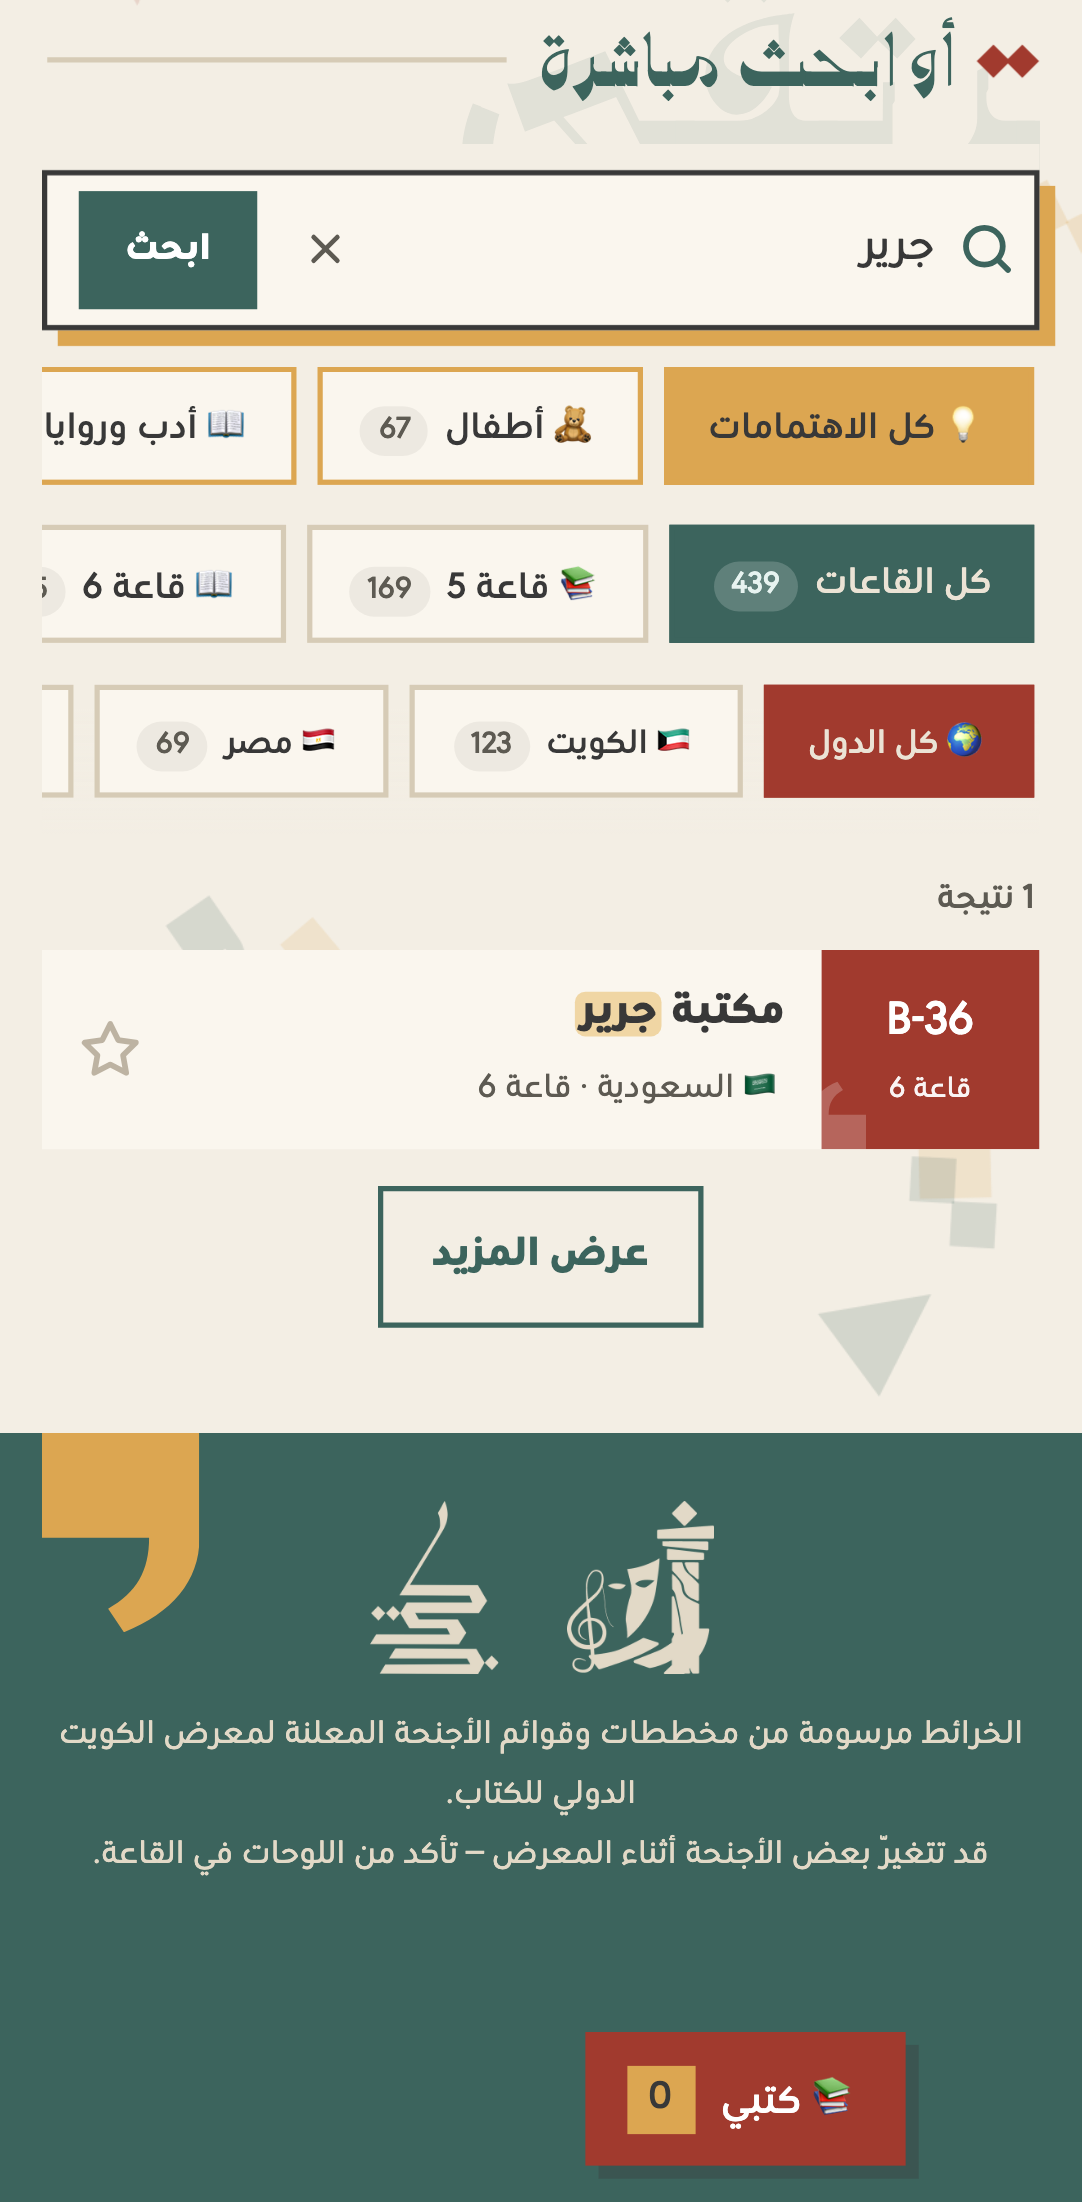 أو ابحث مباشرة
جرير
ابحث
كل الاهتمامات
أطفال 67
أدب وروايا
كل القاعات 439
قاعة 5 169
قاعة 6
كل الدول
الكويت 123
مصر 69
1 نتيجة
B-36
قاعة 6
مكتبة جرير
السعودية · قاعة 6
عرض المزيد
الخرائط مرسومة من مخططات وقوائم الأجنحة المعلنة لمعرض الكويت
الدولي للكتاب.
قد تتغيرّ بعض الأجنحة أثناء المعرض – تأكد من اللوحات في القاعة.
كتبي 0